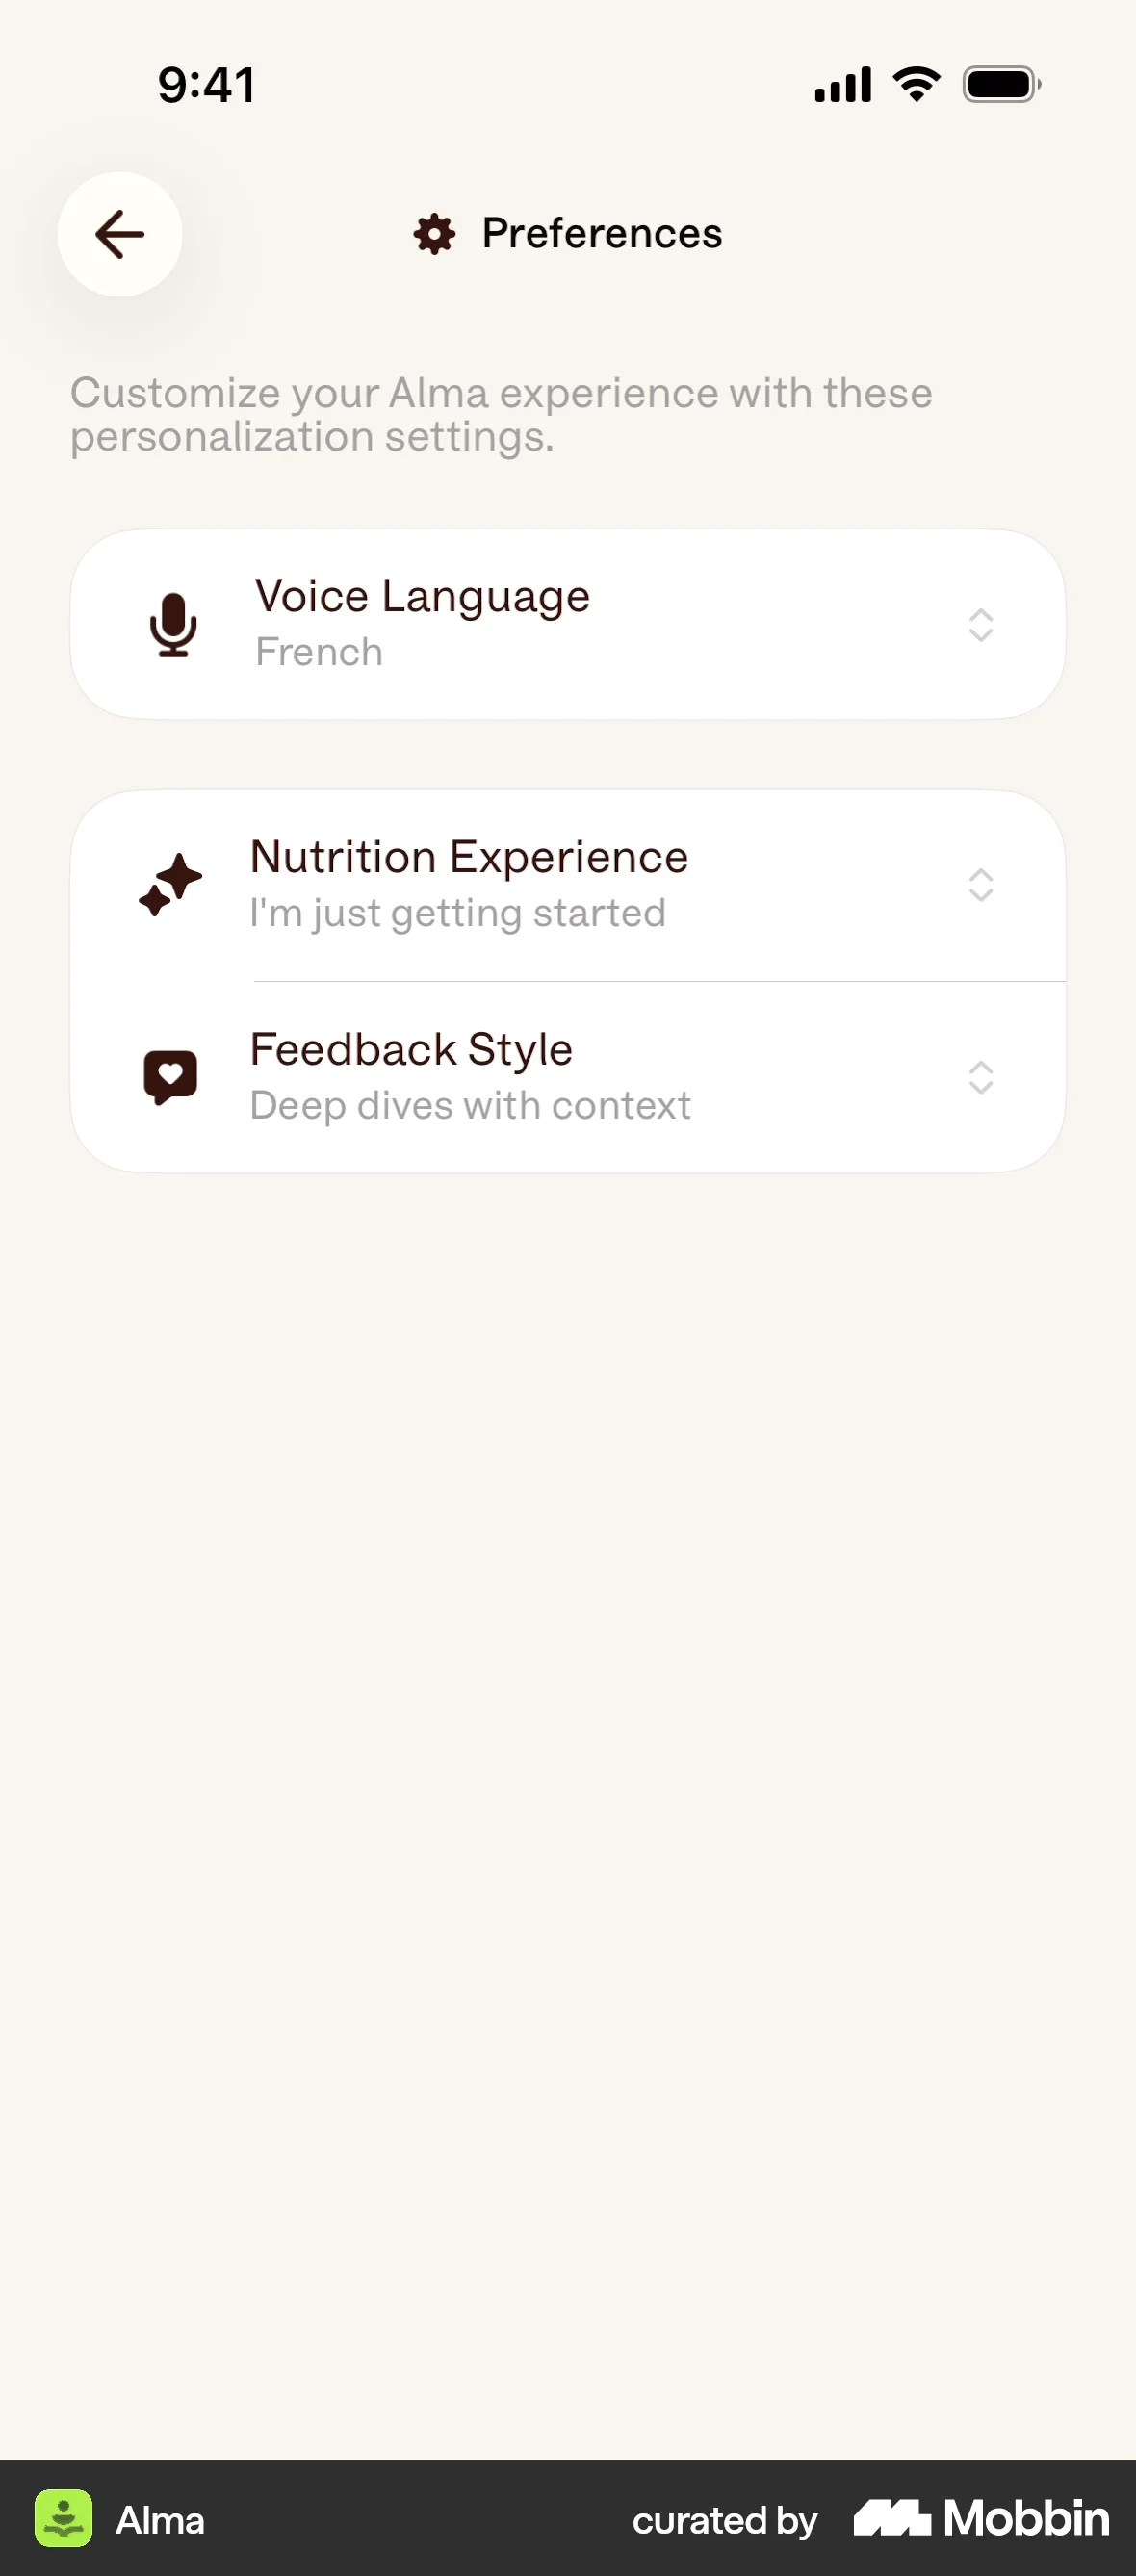 9:41
Preferences
Customize your Alma experience with these
personalization settings.
Voice Language
French
Nutrition Experience
I'm just getting started
Feedback Style
Deep dives with context
Alma
curated by Mobbin